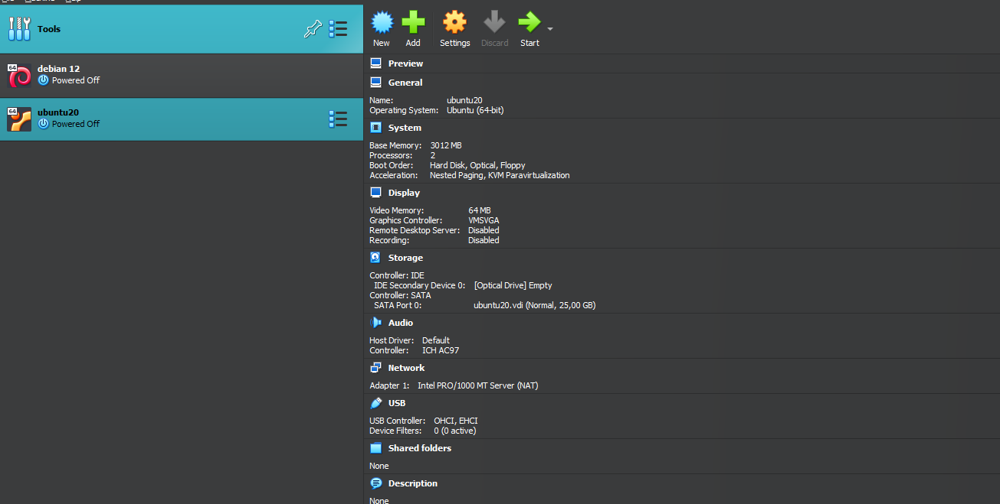 Tools
New Add Settings Discard Start
64
debian 12
Powered Off
64
ubuntu20
Powered Off
Preview
General
Name: ubuntu20
Operating System: Ubuntu (64-bit)
System
Base Memory: 3012 MB
Processors: 2
Boot Order: Hard Disk, Optical, Floppy
Acceleration: Nested Paging, KVM Paravirtualization
Display
Video Memory: 64 MB
Graphics Controller: VMSVGA
Remote Desktop Server: Disabled
Recording: Disabled
Storage
Controller: IDE
IDE Secondary Device 0: [Optical Drive] Empty
Controller: SATA
SATA Port 0: ubuntu20.vdi (Normal, 25,00 GB)
Audio
Host Driver: Default
Controller: ICH AC97
Network
Adapter 1: Intel PRO/1000 MT Server (NAT)
USB
USB Controller: OHCI, EHCI
Device Filters: 0 (0 active)
Shared folders
None
Description
None